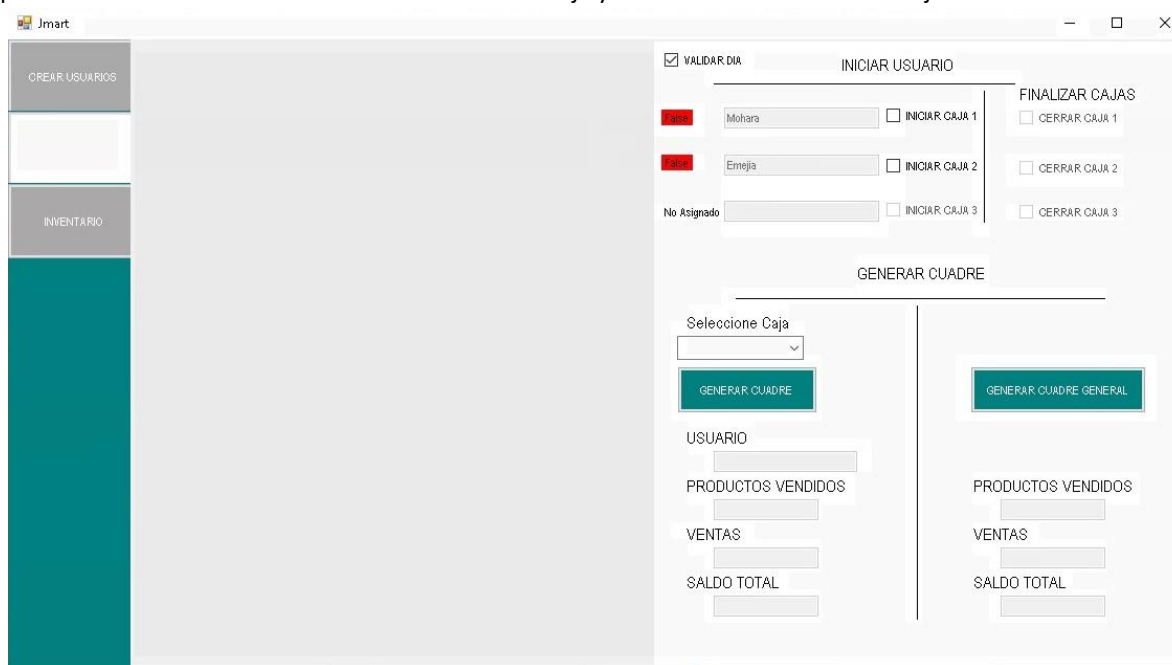 Jmart
CREAR USUARIOS
INVENTARIO
VALIDAR DIA
INICIAR USUARIO
FINALIZAR CAJAS
False Mohara INICIAR CAJA 1 CERRAR CAJA 1
False Emejia INICIAR CAJA 2 CERRAR CAJA 2
No Asignado INICIAR CAJA 3 CERRAR CAJA 3
GENERAR CUADRE
Seleccione Caja
GENERAR CUADRE GENERAR CUADRE GENERAL
USUARIO
PRODUCTOS VENDIDOS PRODUCTOS VENDIDOS
VENTAS VENTAS
SALDO TOTAL SALDO TOTAL